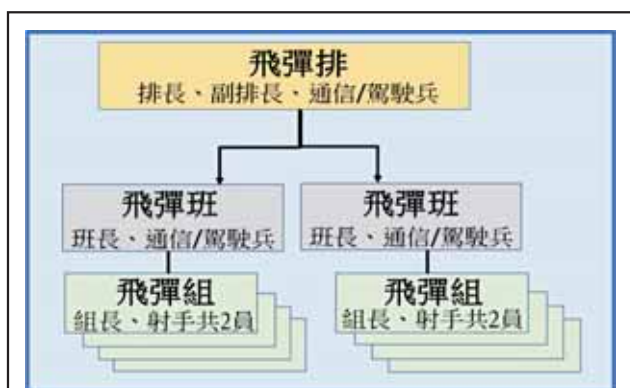 飛彈排
排長、副排長、通信/駕駛兵
飛彈班
班長、通信/駕駛兵
飛彈班
班長、通信/駕駛兵
飛彈組
組長、射手共2員
飛彈組
組長、射手共2員